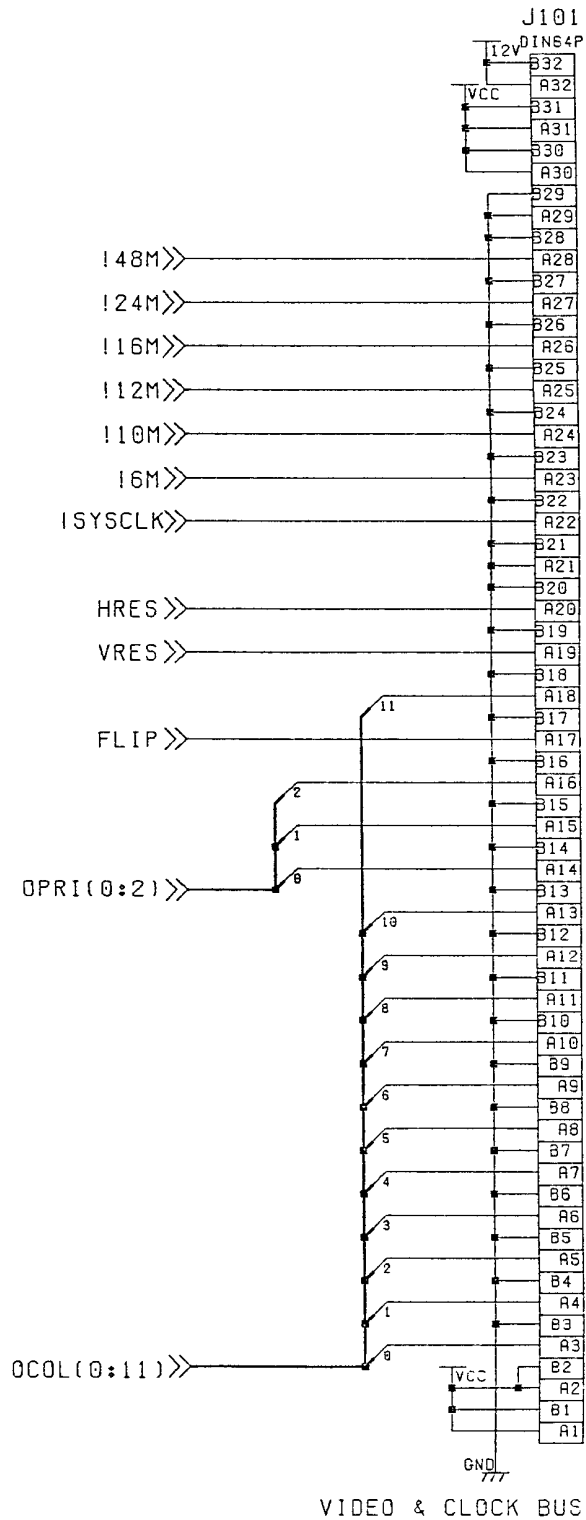 J101
DIN64P
12V
B32
A32
VCC
B31
A31
B30
A30
B29
A29
B28
!48M A28
B27
!24M A27
B26
!16M A26
B25
!12M A25
B24
!10M A24
B23
!6M A23
B22
!SYSCLK A22
B21
A21
B20
HRES A20
B19
VRES A19
B18
11 A18
B17
FLIP A17
B16
2 A16
B15
1 A15
B14
0 A14
OPRI(0:2) B13
10 A13
B12
9 A12
B11
8 A11
B10
7 A10
B9
6 A9
B8
5 A8
B7
4 A7
B6
3 A6
B5
2 A5
B4
1 A4
B3
0 A3
OCOL(0:11) VCC B2
A2
B1
A1
GND
VIDEO & CLOCK BUS